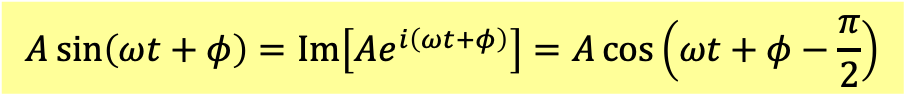 A sin(ωt + ϕ) = Im[Ae^{i(ωt+ϕ)}] = A cos(ωt + ϕ − π/2)